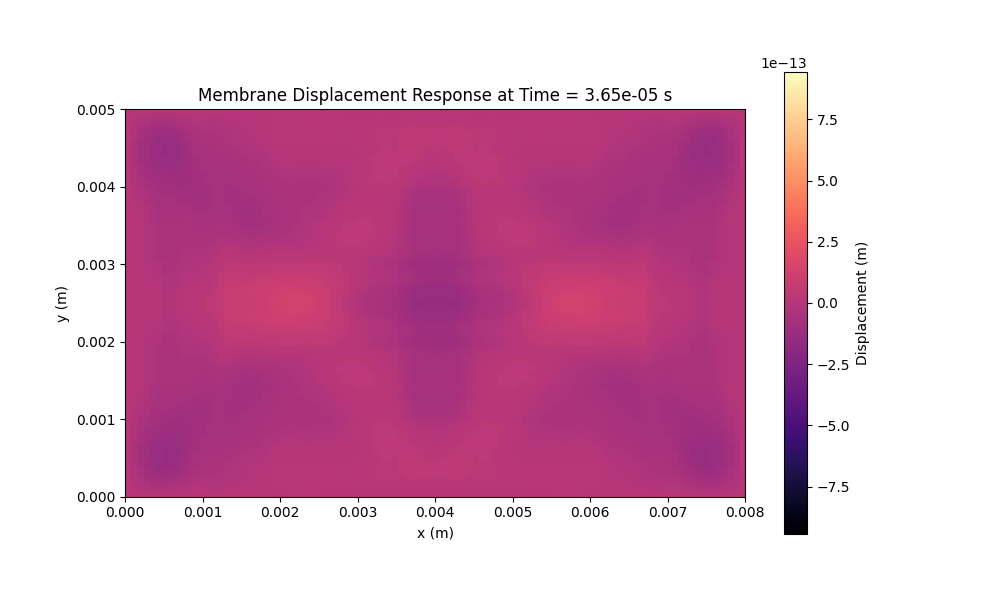 1e−13
Membrane Displacement Response at Time = 3.65e-05 s
0.005
0.004
0.003
0.002
0.001
0.000
y (m)
0.000 0.001 0.002 0.003 0.004 0.005 0.006 0.007 0.008
x (m)
7.5
5.0
2.5
0.0
−2.5
−5.0
−7.5
Displacement (m)